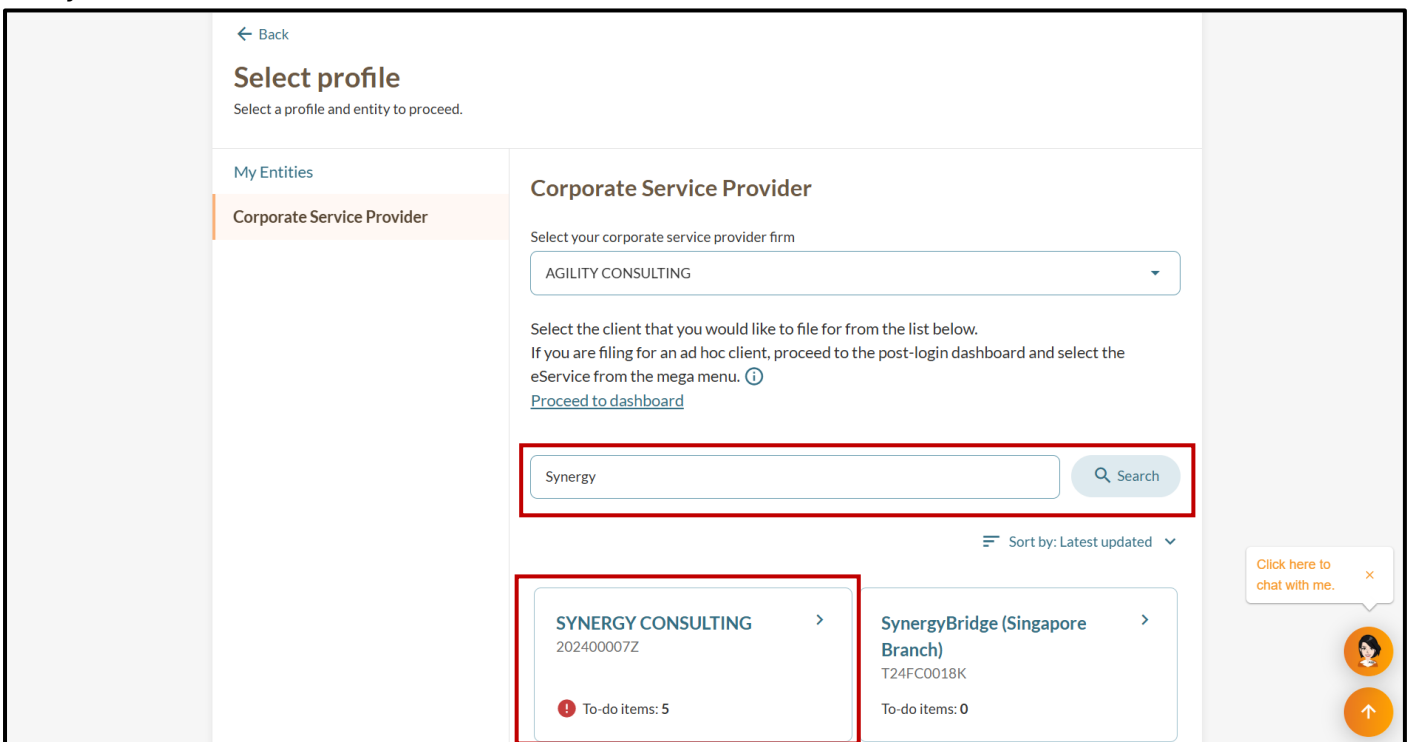 Back
Select profile
Select a profile and entity to proceed.
My Entities
Corporate Service Provider
Corporate Service Provider
Select your corporate service provider firm
AGILITY CONSULTING
Select the client that you would like to file for from the list below.
If you are filing for an ad hoc client, proceed to the post-login dashboard and select the
eService from the mega menu.
Proceed to dashboard
Synergy
Search
Sort by: Latest updated
SYNERGY CONSULTING
202400007Z
To-do items: 5
SynergyBridge (Singapore
Branch)
T24FC0018K
To-do items: 0
Click here to
chat with me.